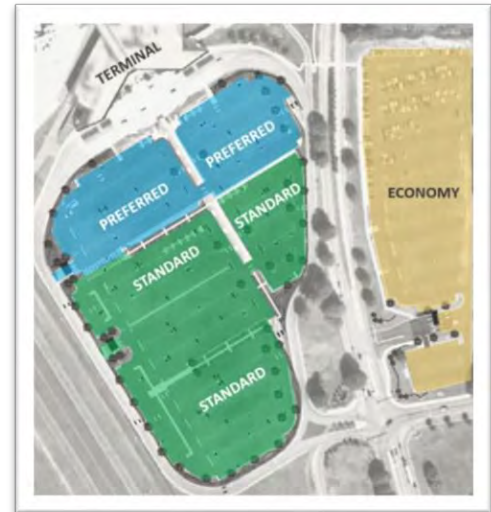 TERMINAL
PREFERRED
PREFERRED
ECONOMY
STANDARD
STANDARD
STANDARD